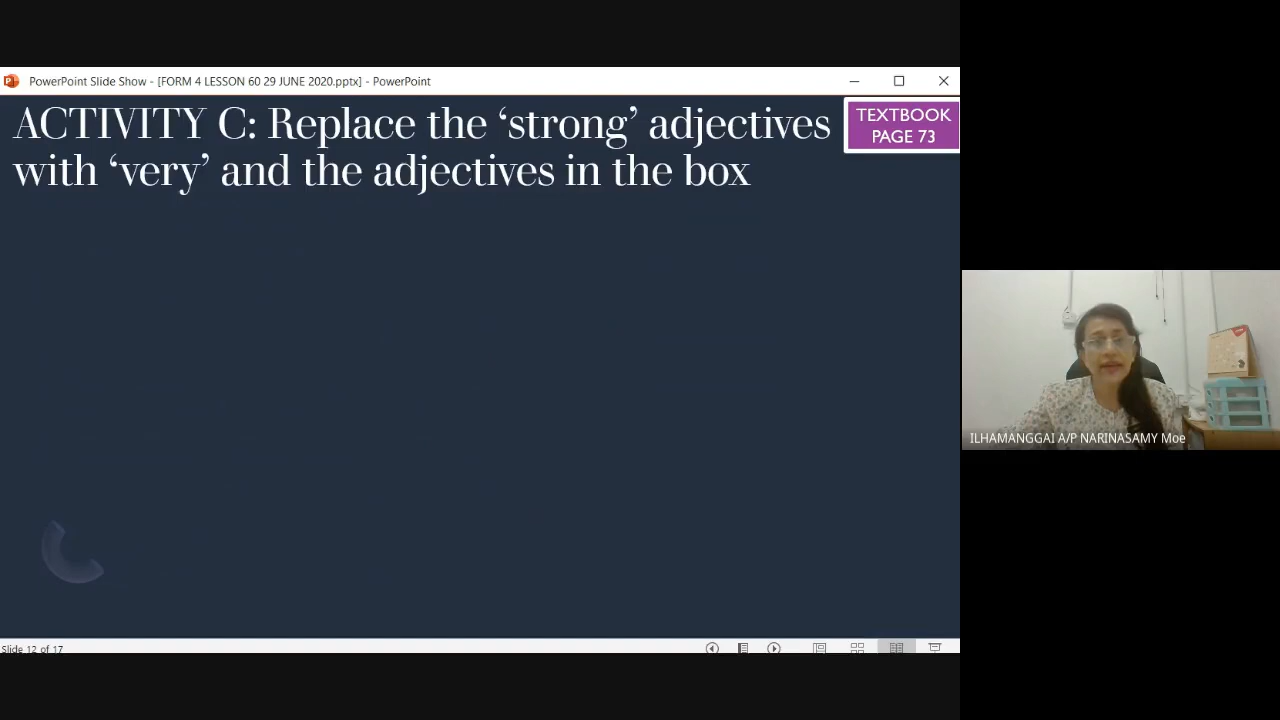 PowerPoint Slide Show - [FORM 4 LESSON 60 29 JUNE 2020.pptx] - PowerPoint
ACTIVITY C: Replace the ‘strong’ adjectives
with ‘very’ and the adjectives in the box
TEXTBOOK
PAGE 73
ILHAMANGGAI A/P NARINASAMY Moe
Slide 12 of 17